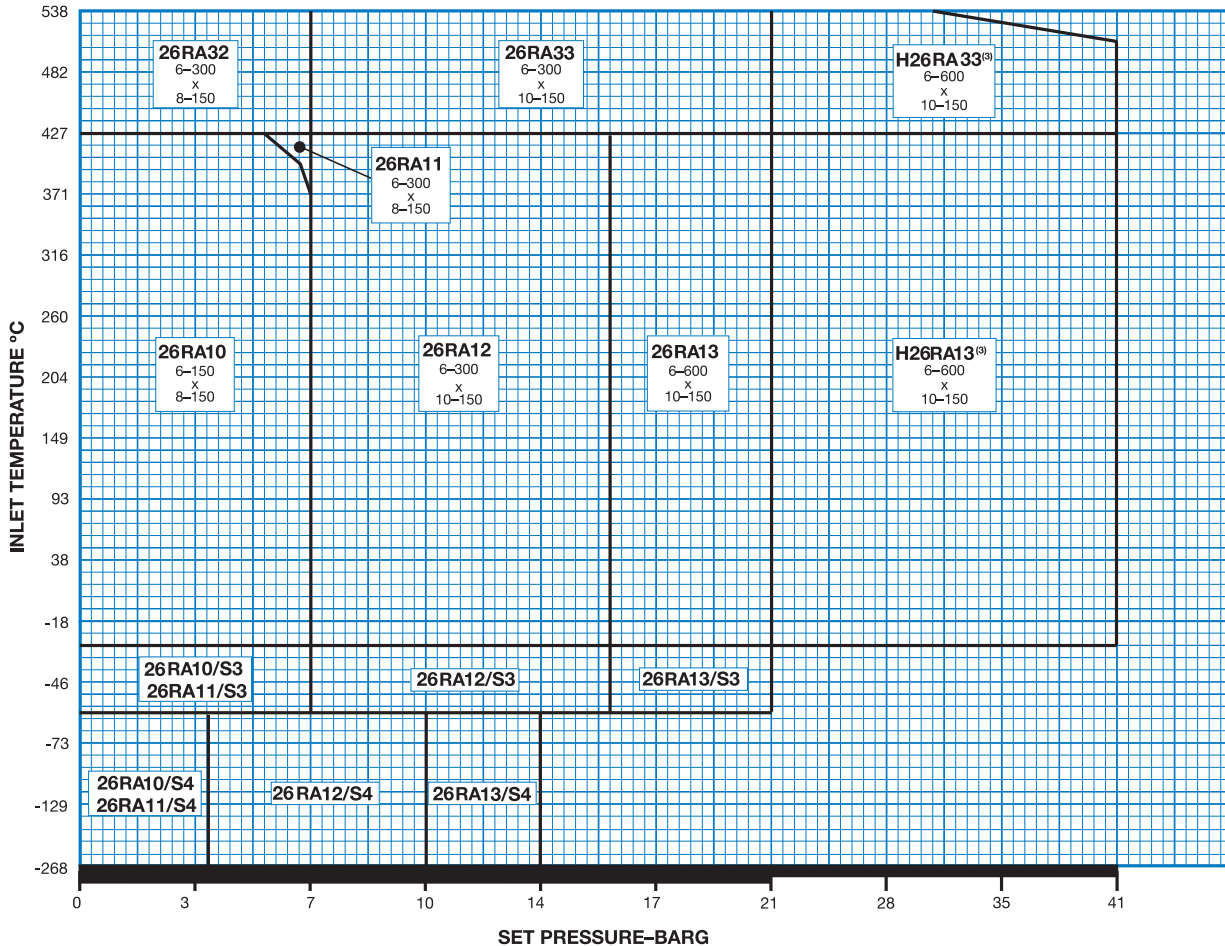 538
482
427
371
316
260
204
149
93
38
-18
-46
-73
-129
-268
INLET TEMPERATURE °C
26RA32
6–300
x
8–150
26RA33
6–300
x
10–150
H26RA33(3)
6–600
x
10–150
26RA11
6–300
x
8–150
26RA10
6–150
x
8–150
26RA12
6–300
x
10–150
26RA13
6–600
x
10–150
H26RA13(3)
6–600
x
10–150
26RA10/S3
26RA11/S3
26RA12/S3
26RA13/S3
26RA10/S4
26RA11/S4
26RA12/S4
26RA13/S4
0 3 7 10 14 17 21 28 35 41
SET PRESSURE–BARG